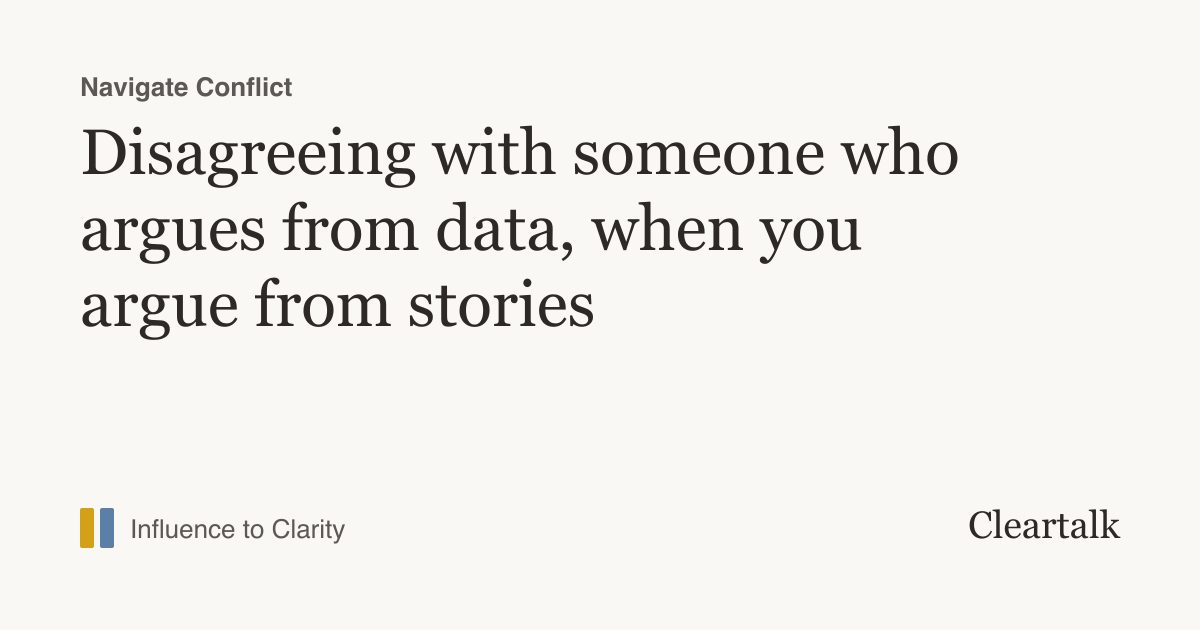 Navigate Conflict
Disagreeing with someone who
argues from data, when you
argue from stories
Influence to Clarity
Cleartalk